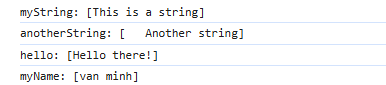 myString: [This is a string]
anotherString: [   Another string]
hello: [Hello there!]
myName: [van minh]